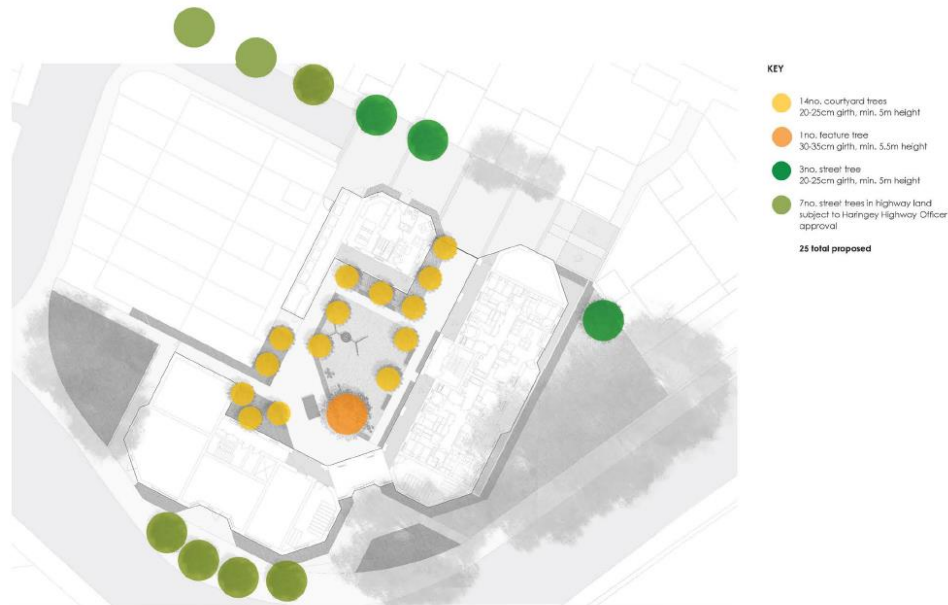 KEY
14no. courtyard trees
20-25cm girth, min. 5m height
1no. feature tree
30-35cm girth, min. 5.5m height
3no. street tree
20-25cm girth, min. 5m height
7no. street trees in highway land
subject to Haringey Highway Officer
approval
25 total proposed